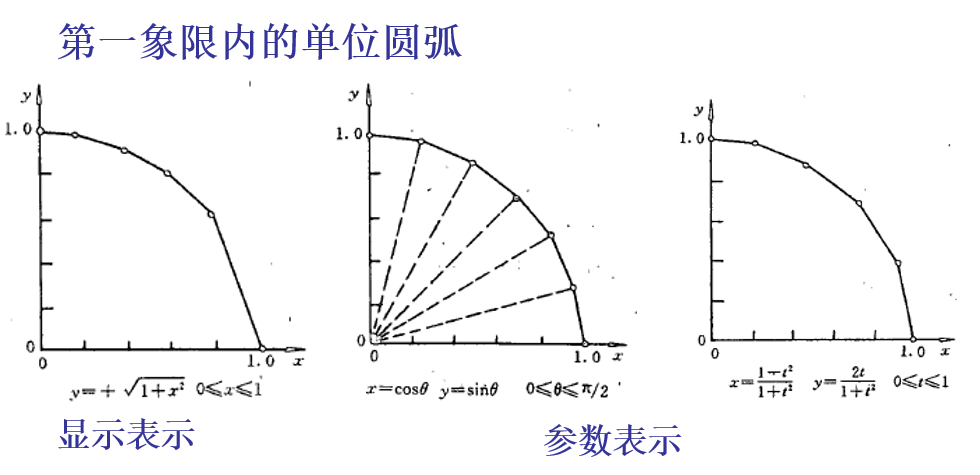 第一象限内的单位圆弧
y
1.0
0
0
1.0
x
y=+√1+x² 0≤x≤1
y
1.0
0
0
1.0
x
x=cosθ y=sinθ 0≤θ≤π/2
y
1.0
0
0
1.0
x
x=1-t²/1+t² y=2t/1+t² 0≤t≤1
显示表示
参数表示